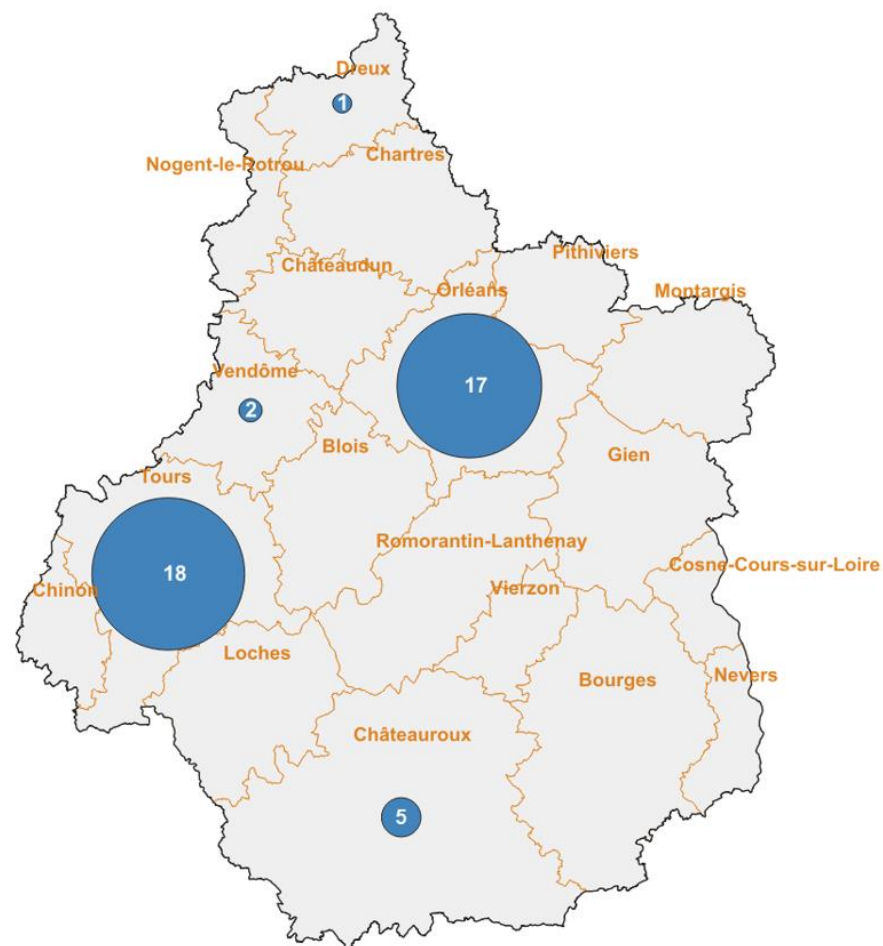 Dreux
1
Chartres
Nogent-le-Rotrou
Pithiviers
Châteaudun
Orléans
Montargis
Vendôme
17
2
Blois
Gien
Tours
Romorantin-Lanthenay
Cosne-Cours-sur-Loire
18
Vierzon
Chinon
Loches
Bourges
Nevers
Châteauroux
5